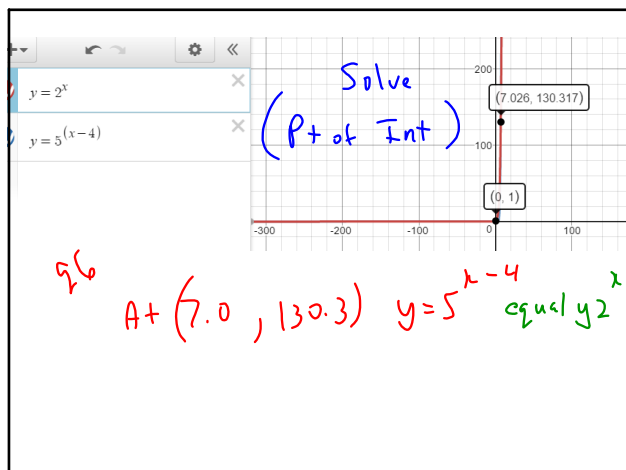 y = 2^x
y = 5^(x-4)
Solve
(Pt of Int)
200
(7.026, 130.317)
100
(0, 1)
-300 -200 -100 0 100
q6
At (7.0 , 130.3) y = 5^x-4 equal y 2^x